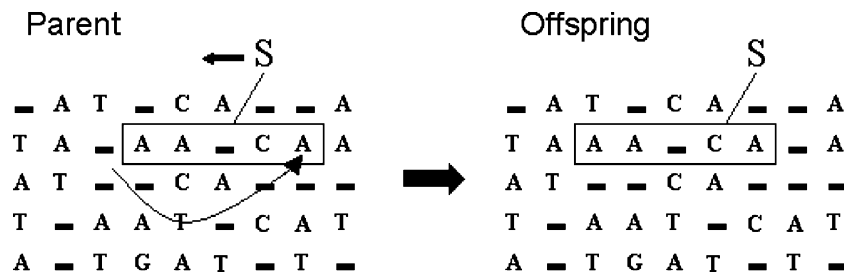 Parent Offspring
S S
- A T - C A - - A - A T - C A - - A
T A - A A - C A A T A A A - C A - A
A T - - C A - - - A T - - C A - - -
T - A A T - C A T T - A A T - C A T
A - T G A T - T - A - T G A T - T -